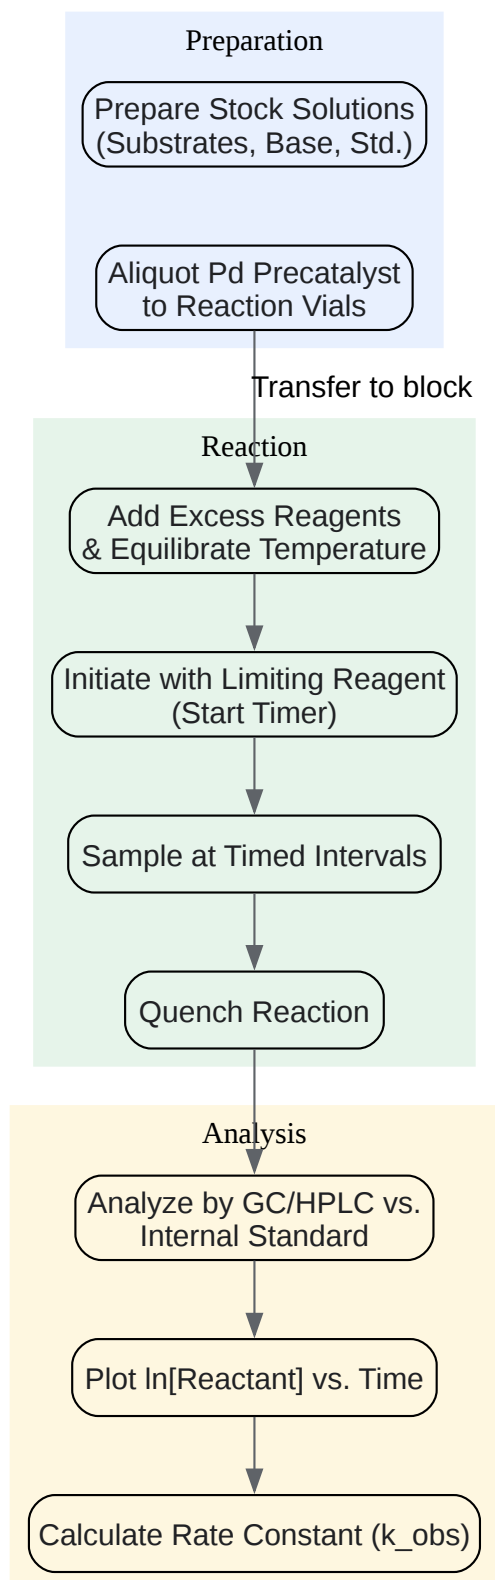 Preparation
Prepare Stock Solutions
(Substrates, Base, Std.)
Aliquot Pd Precatalyst
to Reaction Vials
Transfer to block
Reaction
Add Excess Reagents
& Equilibrate Temperature
Initiate with Limiting Reagent
(Start Timer)
Sample at Timed Intervals
Quench Reaction
Analysis
Analyze by GC/HPLC vs.
Internal Standard
Plot ln[Reactant] vs. Time
Calculate Rate Constant (k_obs)